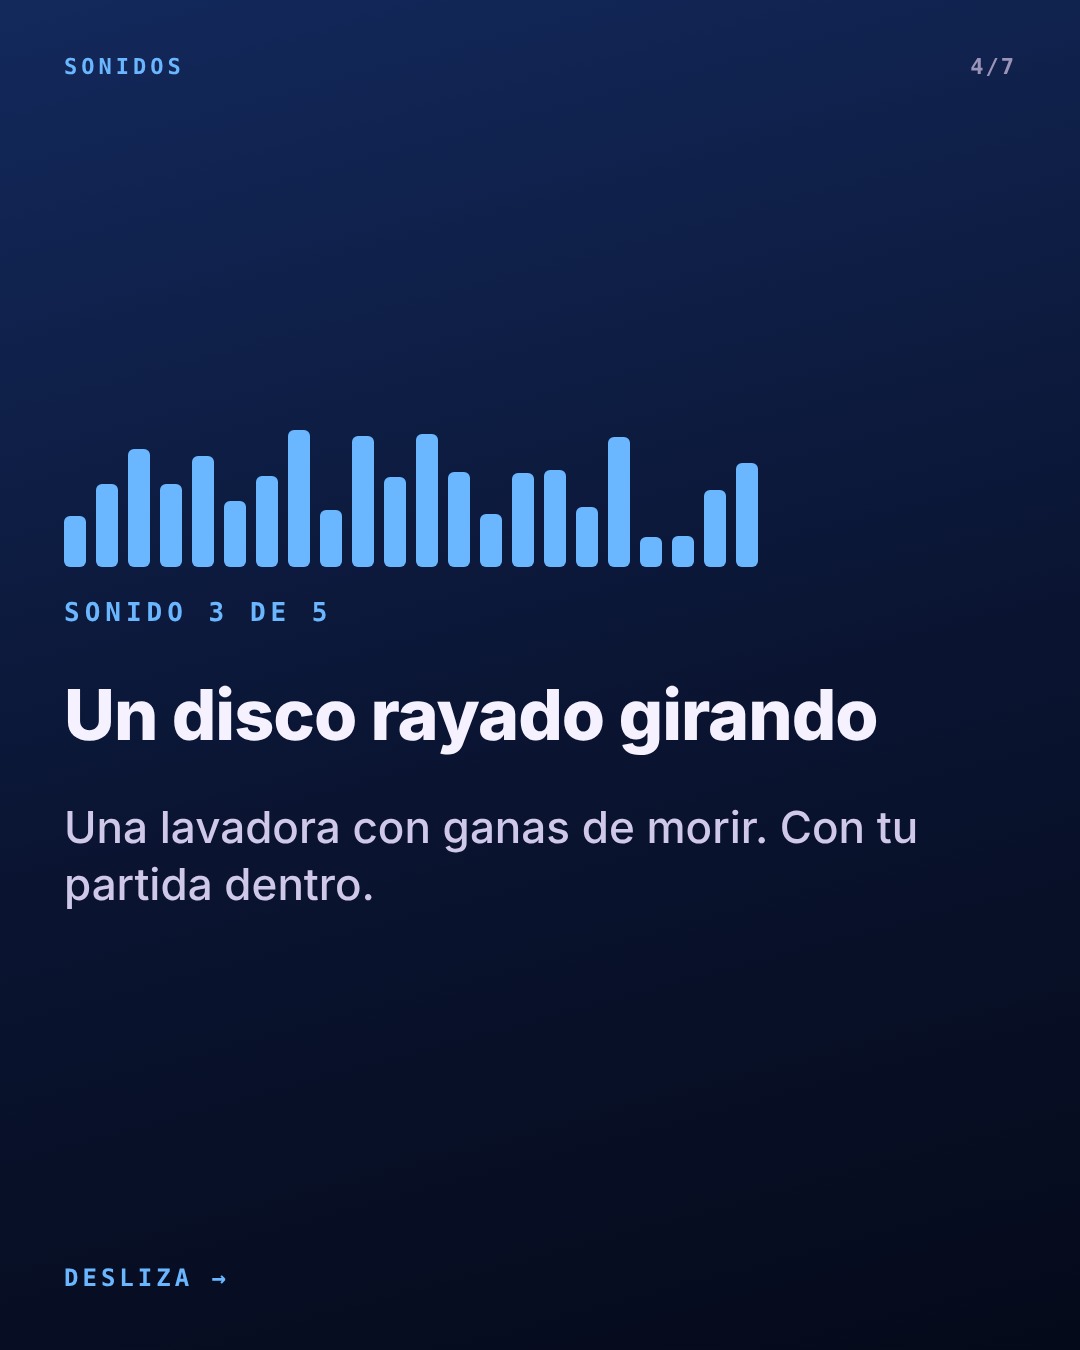 SONIDOS
4/7
SONIDO 3 DE 5
Un disco rayado girando
Una lavadora con ganas de morir. Con tu
partida dentro.
DESLIZA →